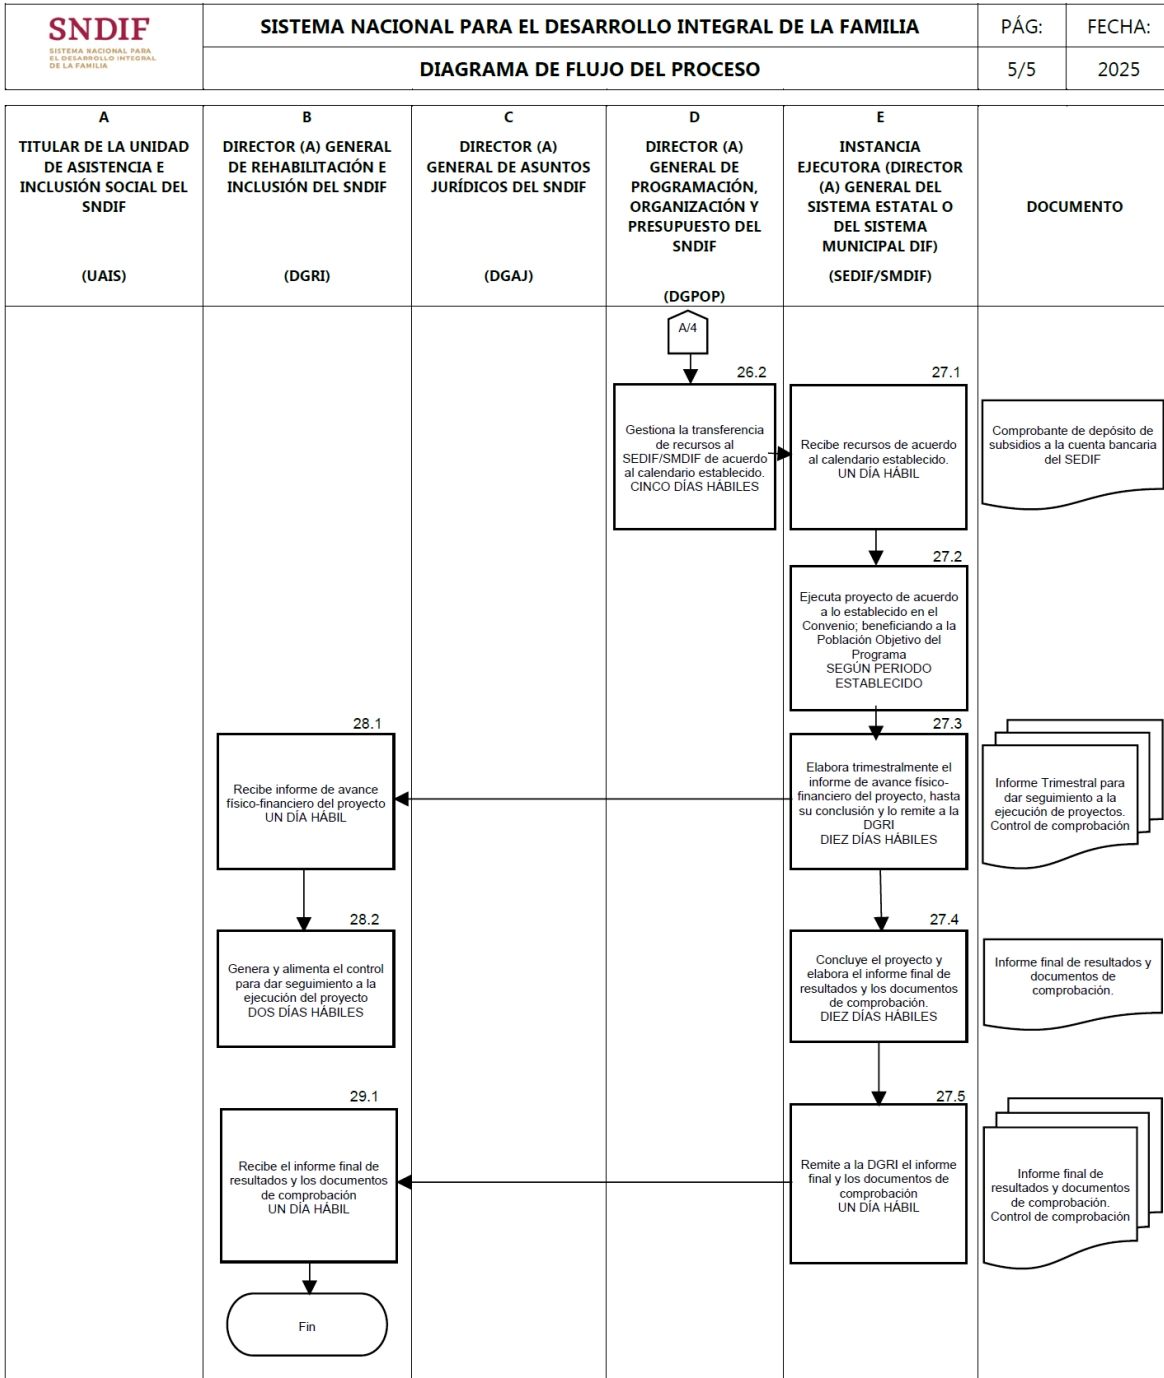 SNDIF
SISTEMA NACIONAL PARA
EL DESARROLLO INTEGRAL
DE LA FAMILIA
SISTEMA NACIONAL PARA EL DESARROLLO INTEGRAL DE LA FAMILIA
PÁG:
FECHA:
DIAGRAMA DE FLUJO DEL PROCESO
5/5
2025
A
TITULAR DE LA UNIDAD
DE ASISTENCIA E
INCLUSIÓN SOCIAL DEL
SNDIF
(UAIS)
B
DIRECTOR (A) GENERAL
DE REHABILITACIÓN E
INCLUSIÓN DEL SNDIF
(DGRI)
C
DIRECTOR (A)
GENERAL DE ASUNTOS
JURÍDICOS DEL SNDIF
(DGAJ)
D
DIRECTOR (A)
GENERAL DE
PROGRAMACIÓN,
ORGANIZACIÓN Y
PRESUPUESTO DEL
SNDIF
(DGPOP)
E
INSTANCIA
EJECUTORA (DIRECTOR
(A) GENERAL DEL
SISTEMA ESTATAL O
DEL SISTEMA
MUNICIPAL DIF)
(SEDIF/SMDIF)
DOCUMENTO
A/4
26.2
Gestiona la transferencia
de recursos al
SEDIF/SMDIF de acuerdo
al calendario establecido.
CINCO DÍAS HÁBILES
27.1
Recibe recursos de acuerdo
al calendario establecido.
UN DÍA HÁBIL
Comprobante de depósito de
subsidios a la cuenta bancaria
del SEDIF
27.2
Ejecuta proyecto de acuerdo
a lo establecido en el
Convenio; beneficiando a la
Población Objetivo del
Programa
SEGÚN PERIODO
ESTABLECIDO
27.3
Elabora trimestralmente el
informe de avance físico-
financiero del proyecto, hasta
su conclusión y lo remite a la
DGRI
DIEZ DÍAS HÁBILES
Informe Trimestral para
dar seguimiento a la
ejecución de proyectos.
Control de comprobación
28.1
Recibe informe de avance
físico-financiero del proyecto
UN DÍA HÁBIL
28.2
Genera y alimenta el control
para dar seguimiento a la
ejecución del proyecto
DOS DÍAS HÁBILES
27.4
Concluye el proyecto y
elabora el informe final de
resultados y los documentos
de comprobación.
DIEZ DÍAS HÁBILES
Informe final de resultados y
documentos de
comprobación.
27.5
Remite a la DGRI el informe
final y los documentos de
comprobación
UN DÍA HÁBIL
Informe final de
resultados y documentos
de comprobación.
Control de comprobación
29.1
Recibe el informe final de
resultados y los documentos
de comprobación
UN DÍA HÁBIL
Fin